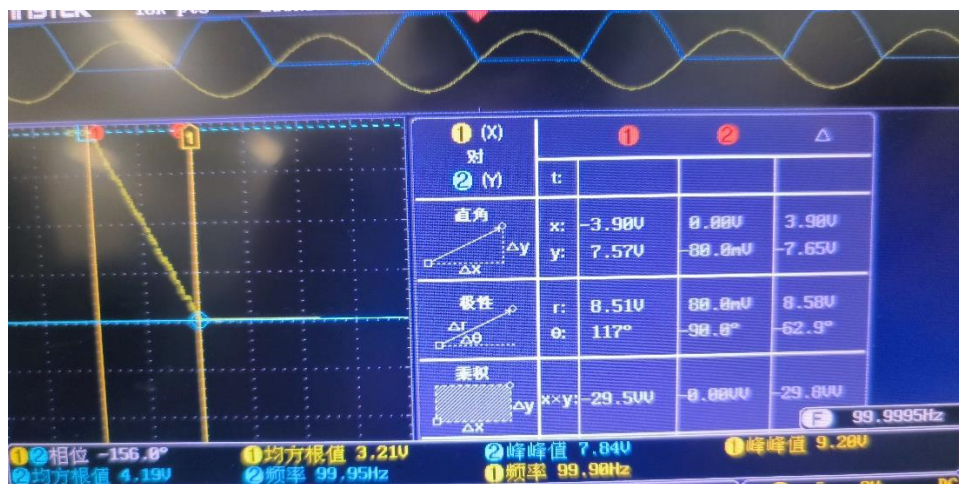 INSTEK 10k pts
1 (X) 对 2 (Y)
1 2 △
t:
直角 △y △x
x: -3.90V 0.00V 3.90V
y: 7.57V -80.0mV -7.65V
极性 △r △θ
r: 8.51V 80.0mV 8.58V
θ: 117° -90.0° -62.9°
乘积 △y △x
x×y: -29.5VV -0.00VV -29.8VV
F 99.9995Hz
1 2 相位 -156.0° 1 均方根值 3.21V 2 峰峰值 7.84V 1 峰峰值 9.20V
2 均方根值 4.19V 2 频率 99.95Hz 1 频率 99.90Hz